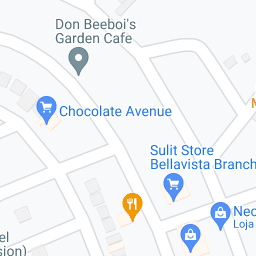 Don Beeboi's
Garden Cafe
Chocolate Avenue
Sulit Store
Bellavista Branch
Loja